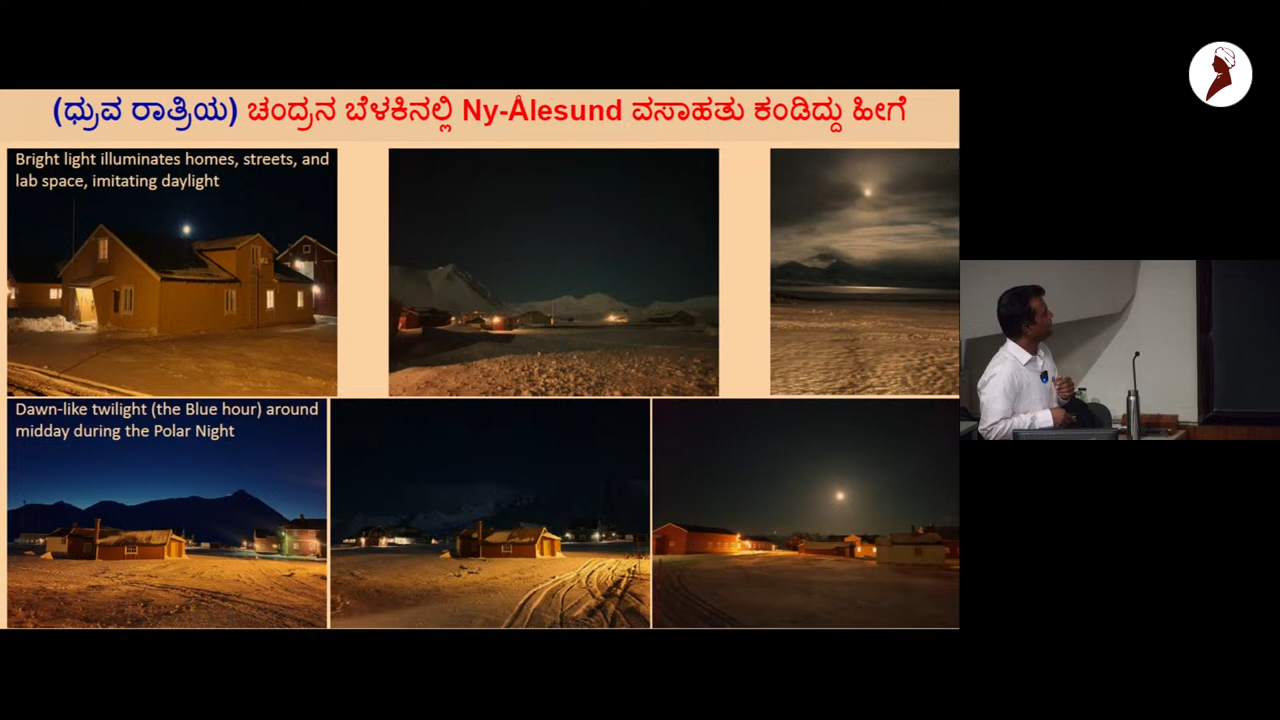 (ಧ್ರುವ ರಾತ್ರಿಯ) ಚಂದ್ರನ ಬೆಳಕಿನಲ್ಲಿ Ny-Ålesund ವಸಾಹತು ಕಂಡಿದ್ದು ಹೀಗೆ
Bright light illuminates homes, streets, and
lab space, imitating daylight
Dawn-like twilight (the Blue hour) around
midday during the Polar Night